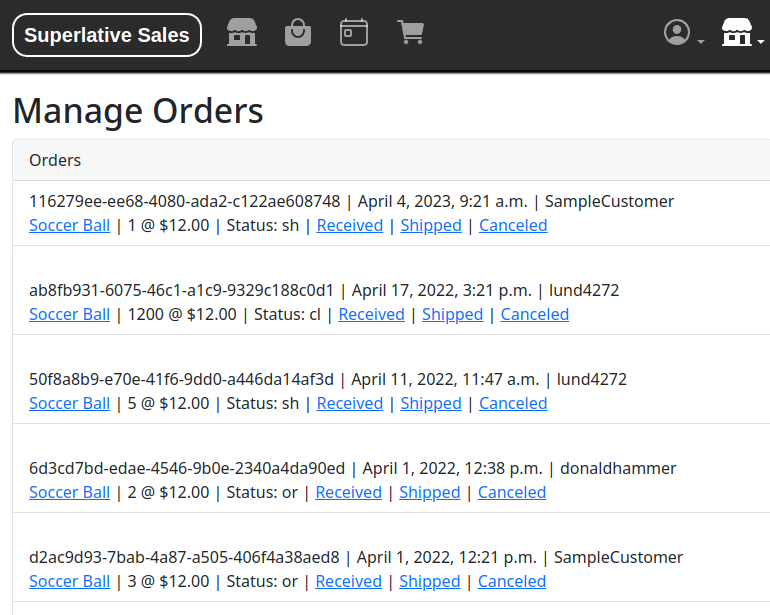 Superlative Sales
Manage Orders
Orders
116279ee-ee68-4080-ada2-c122ae608748 | April 4, 2023, 9:21 a.m. | SampleCustomer
Soccer Ball | 1 @ $12.00 | Status: sh | Received | Shipped | Canceled
ab8fb931-6075-46c1-a1c9-9329c188c0d1 | April 17, 2022, 3:21 p.m. | lund4272
Soccer Ball | 1200 @ $12.00 | Status: cl | Received | Shipped | Canceled
50f8a8b9-e70e-41f6-9dd0-a446da14af3d | April 11, 2022, 11:47 a.m. | lund4272
Soccer Ball | 5 @ $12.00 | Status: sh | Received | Shipped | Canceled
6d3cd7bd-edae-4546-9b0e-2340a4da90ed | April 1, 2022, 12:38 p.m. | donaldhammer
Soccer Ball | 2 @ $12.00 | Status: or | Received | Shipped | Canceled
d2ac9d93-7bab-4a87-a505-406f4a38aed8 | April 1, 2022, 12:21 p.m. | SampleCustomer
Soccer Ball | 3 @ $12.00 | Status: or | Received | Shipped | Canceled